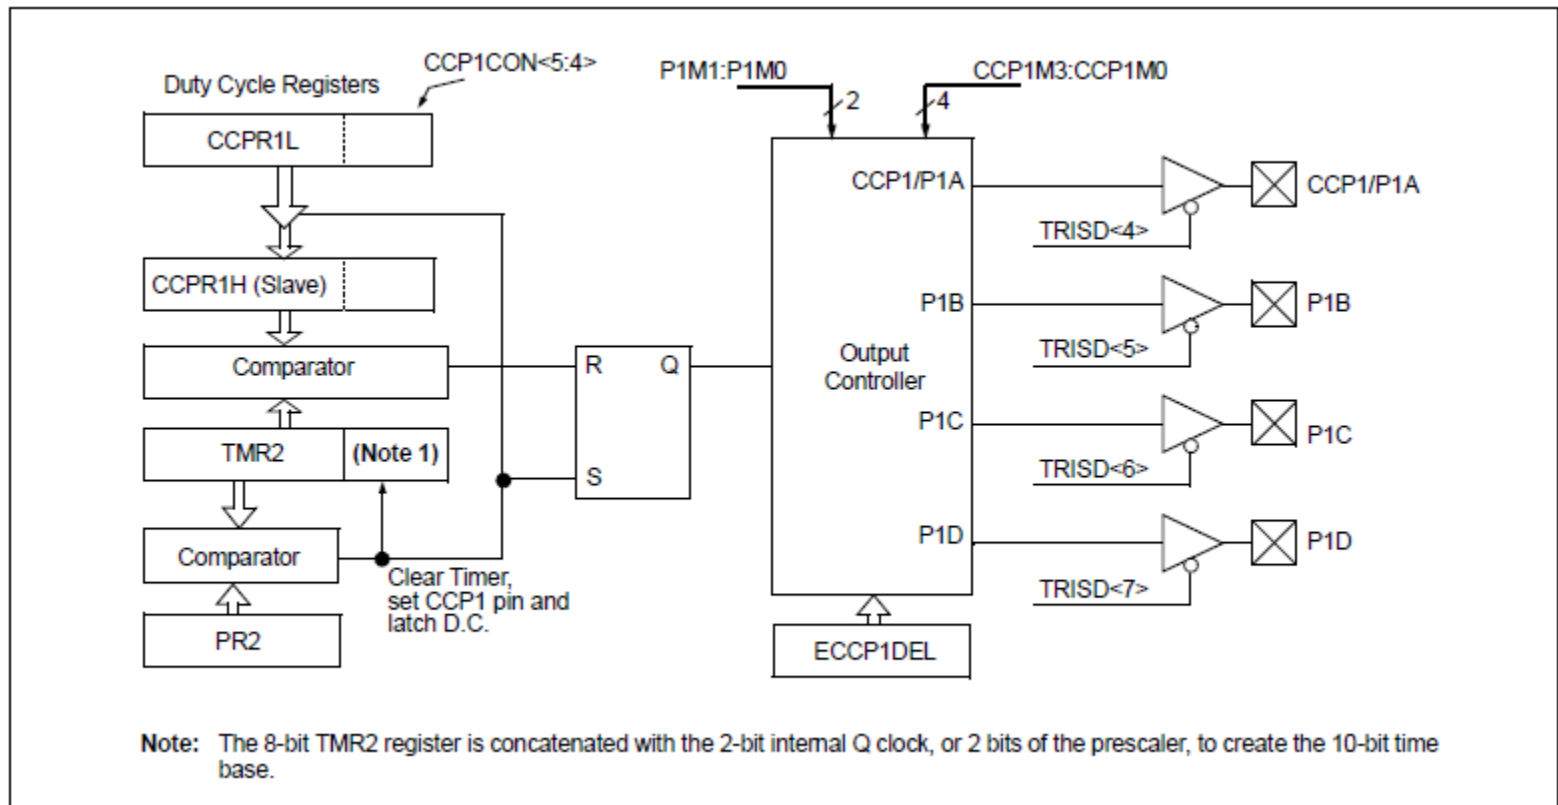 CCP1CON<5:4>
Duty Cycle Registers
P1M1:P1M0
CCP1M3:CCP1M0
2
4
CCPR1L
CCP1/P1A
CCP1/P1A
TRISD<4>
CCPR1H (Slave)
P1B
P1B
TRISD<5>
Comparator
R
Q
Output
Controller
P1C
P1C
TMR2
(Note 1)
TRISD<6>
S
P1D
P1D
Comparator
Clear Timer,
set CCP1 pin and
latch D.C.
TRISD<7>
PR2
ECCP1DEL
Note: The 8-bit TMR2 register is concatenated with the 2-bit internal Q clock, or 2 bits of the prescaler, to create the 10-bit time
base.